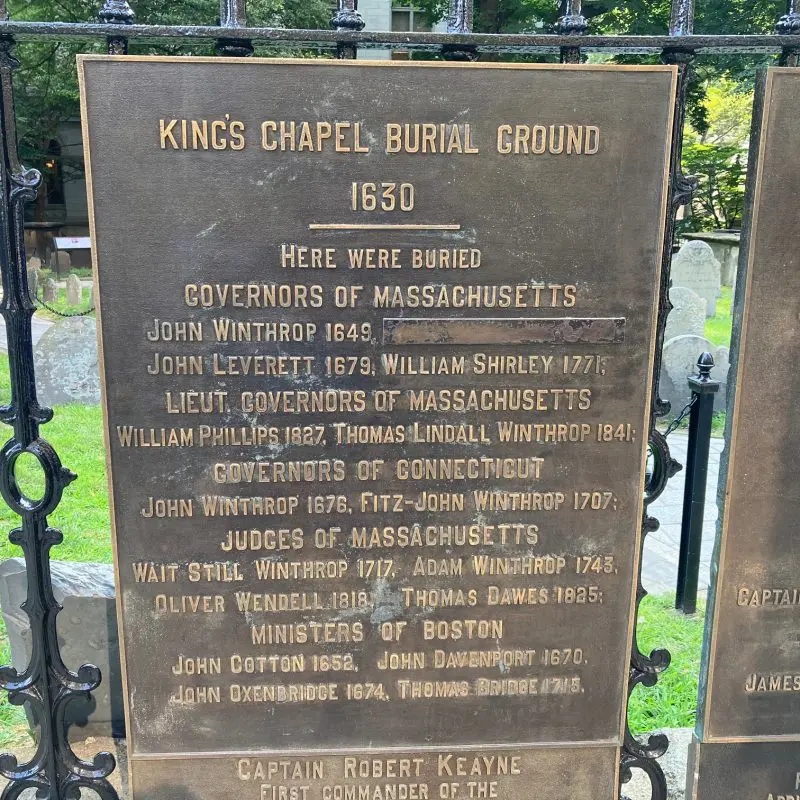 KING'S CHAPEL BURIAL GROUND
1630
HERE WERE BURIED
GOVERNORS OF MASSACHUSETTS
JOHN WINTHROP 1649,
JOHN LEVERETT 1679, WILLIAM SHIRLEY 1771;
LIEUT. GOVERNORS OF MASSACHUSETTS
WILLIAM PHILLIPS 1827, THOMAS LINDALL WINTHROP 1841;
GOVERNORS OF CONNECTICUT
JOHN WINTHROP 1676, FITZ-JOHN WINTHROP 1707;
JUDGES OF MASSACHUSETTS
WAIT STILL WINTHROP 1717, ADAM WINTHROP 1743,
OLIVER WENDELL 1818, THOMAS DAWES 1825;
MINISTERS OF BOSTON
JOHN COTTON 1652, JOHN DAVENPORT 1670,
JOHN OXENBRIDGE 1674, THOMAS BRIDGE 1715.
CAPTAIN ROBERT KEAYNE
FIRST COMMANDER OF THE
CAPTAI
JAMES